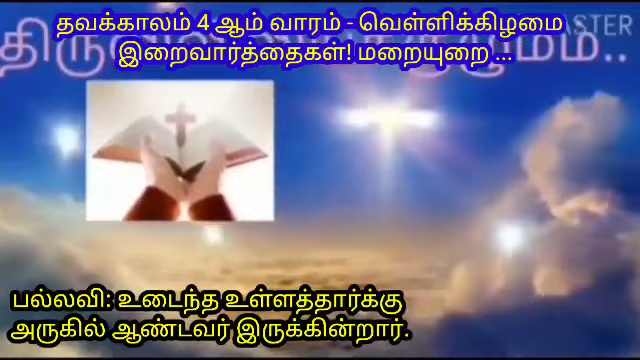 தவக்காலம் 4 ஆம் வாரம் - வெள்ளிக்கிழமை
இறைவார்த்தைகள்! மறையுறை ...
பல்லவி: உடைந்த உள்ளத்தார்க்கு
அருகில் ஆண்டவர் இருக்கின்றார்.